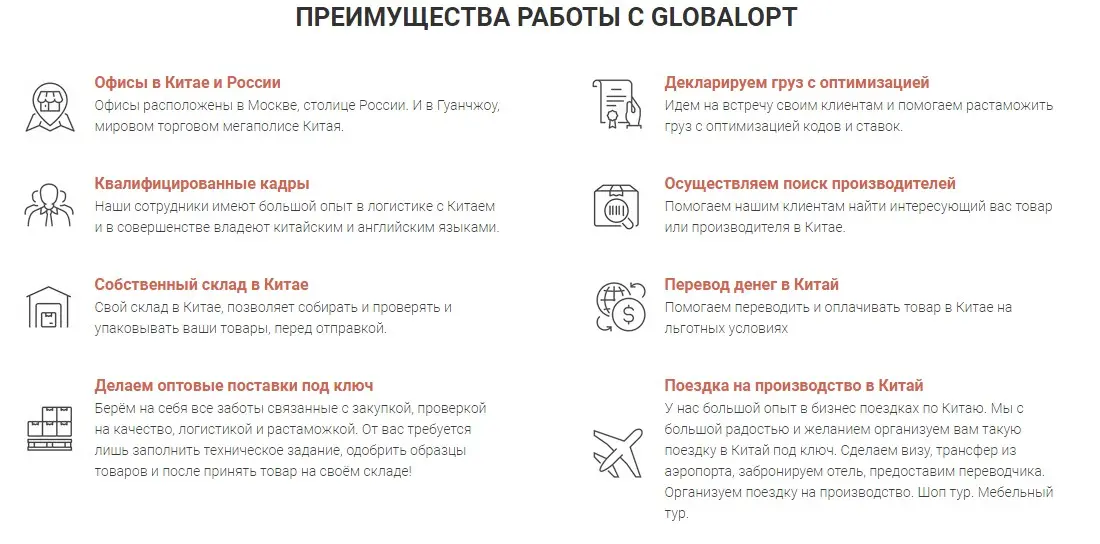 ПРЕИМУЩЕСТВА РАБОТЫ С GLOBALOPT
Офисы в Китае и России
Офисы расположены в Москве, столице России. И в Гуанчжоу,
мировом торговом мегаполисе Китая.
Квалифицированные кадры
Наши сотрудники имеют большой опыт в логистике с Китаем
и в совершенстве владеют китайским и английским языками.
Собственный склад в Китае
Свой склад в Китае, позволяет собирать и проверять и
упаковывать ваши товары, перед отправкой.
Делаем оптовые поставки под ключ
Берём на себя все заботы связанные с закупкой, проверкой
на качество, логистикой и растаможкой. От вас требуется
лишь заполнить техническое задание, одобрить образцы
товаров и после принять товар на своём складе!
Декларируем груз с оптимизацией
Идем на встречу своим клиентам и помогаем растаможить
груз с оптимизацией кодов и ставок.
Осуществляем поиск производителей
Помогаем нашим клиентам найти интересующий вас товар
или производителя в Китае.
Перевод денег в Китай
Помогаем переводить и оплачивать товар в Китае на
льготных условиях
Поездка на производство в Китай
У нас большой опыт в бизнес поездках по Китаю. Мы с
большой радостью и желанием организуем вам такую
поездку в Китай под ключ. Сделаем визу, трансфер из
аэропорта, забронируем отель, предоставим переводчика.
Организуем поездку на производство. Шоп тур. Мебельный
тур.